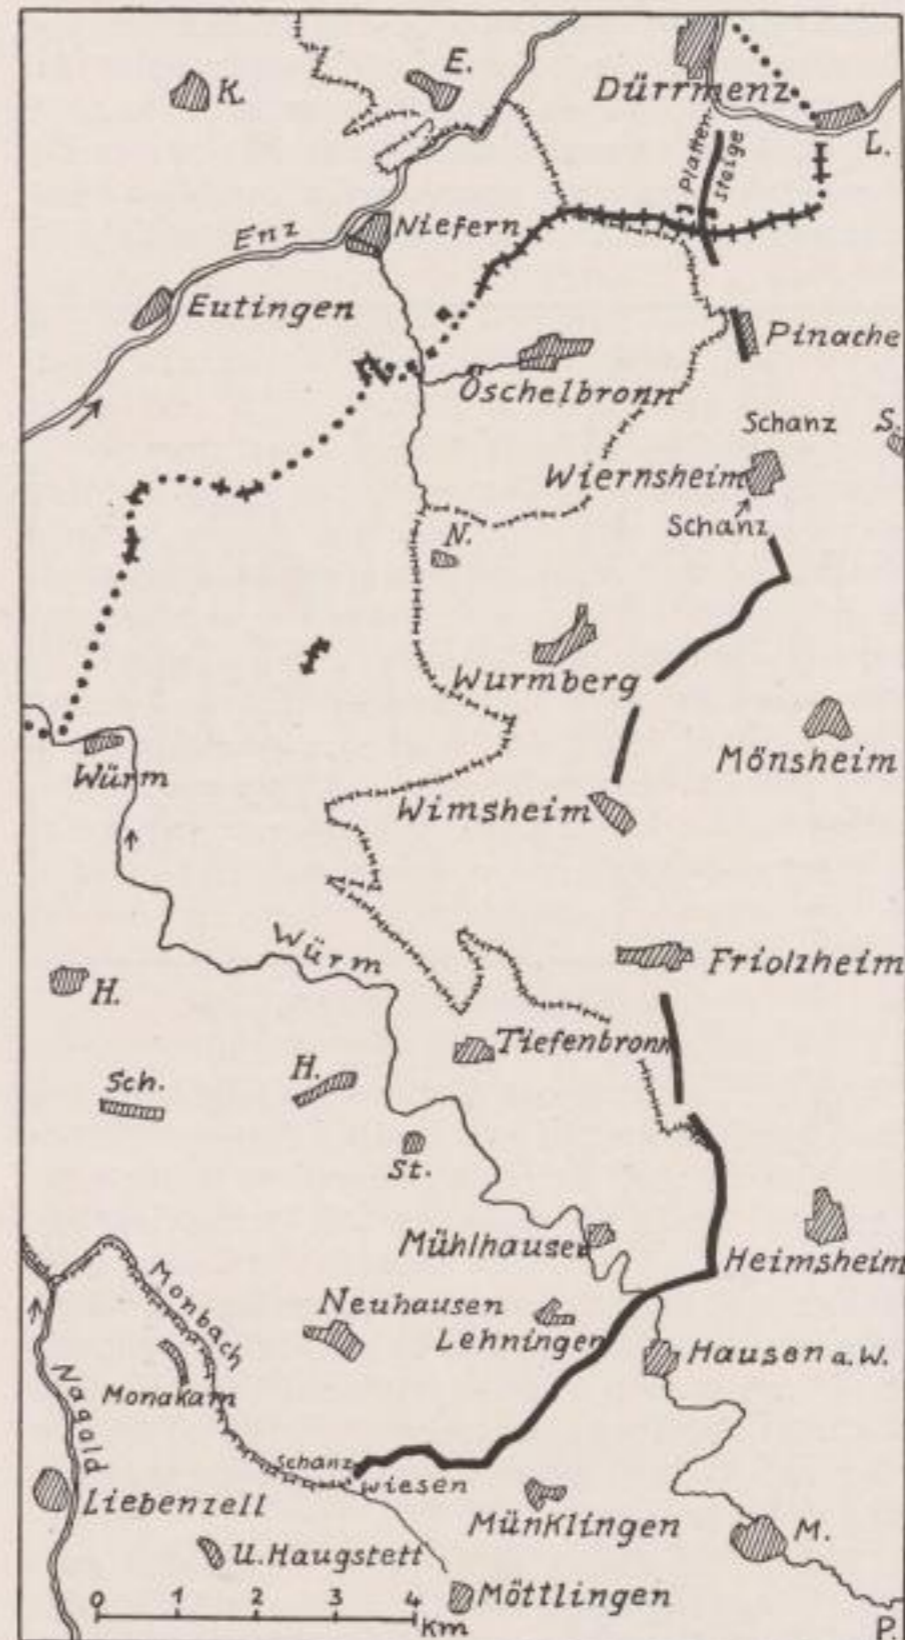 E.
K.
Dürrmenz
L.
Platten
Staige
Enz
Niefern
Eutingen
Pinache
Öschelbronn
Schanz
S.
Wiernsheim
Schanz
N.
Wurmberg
Mönsheim
Würm
Wimsheim
Würm
Friolzheim
H.
Tiefenbronn
Sch.
H.
St.
Mühlhausen
Heimsheim
Monbach
Neuhausen
Lehningen
Hausen a.W.
Monakam
Nagold
Schanz
wiesen
Liebenzell
Münklingen
M.
U. Haugstett
Möttlingen
0 1 2 3 4
km
P.